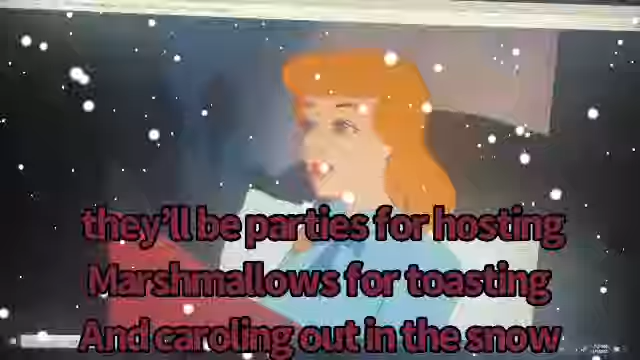 they'll be parties for hosting
Marshmallows for toasting
And caroling out in the snow